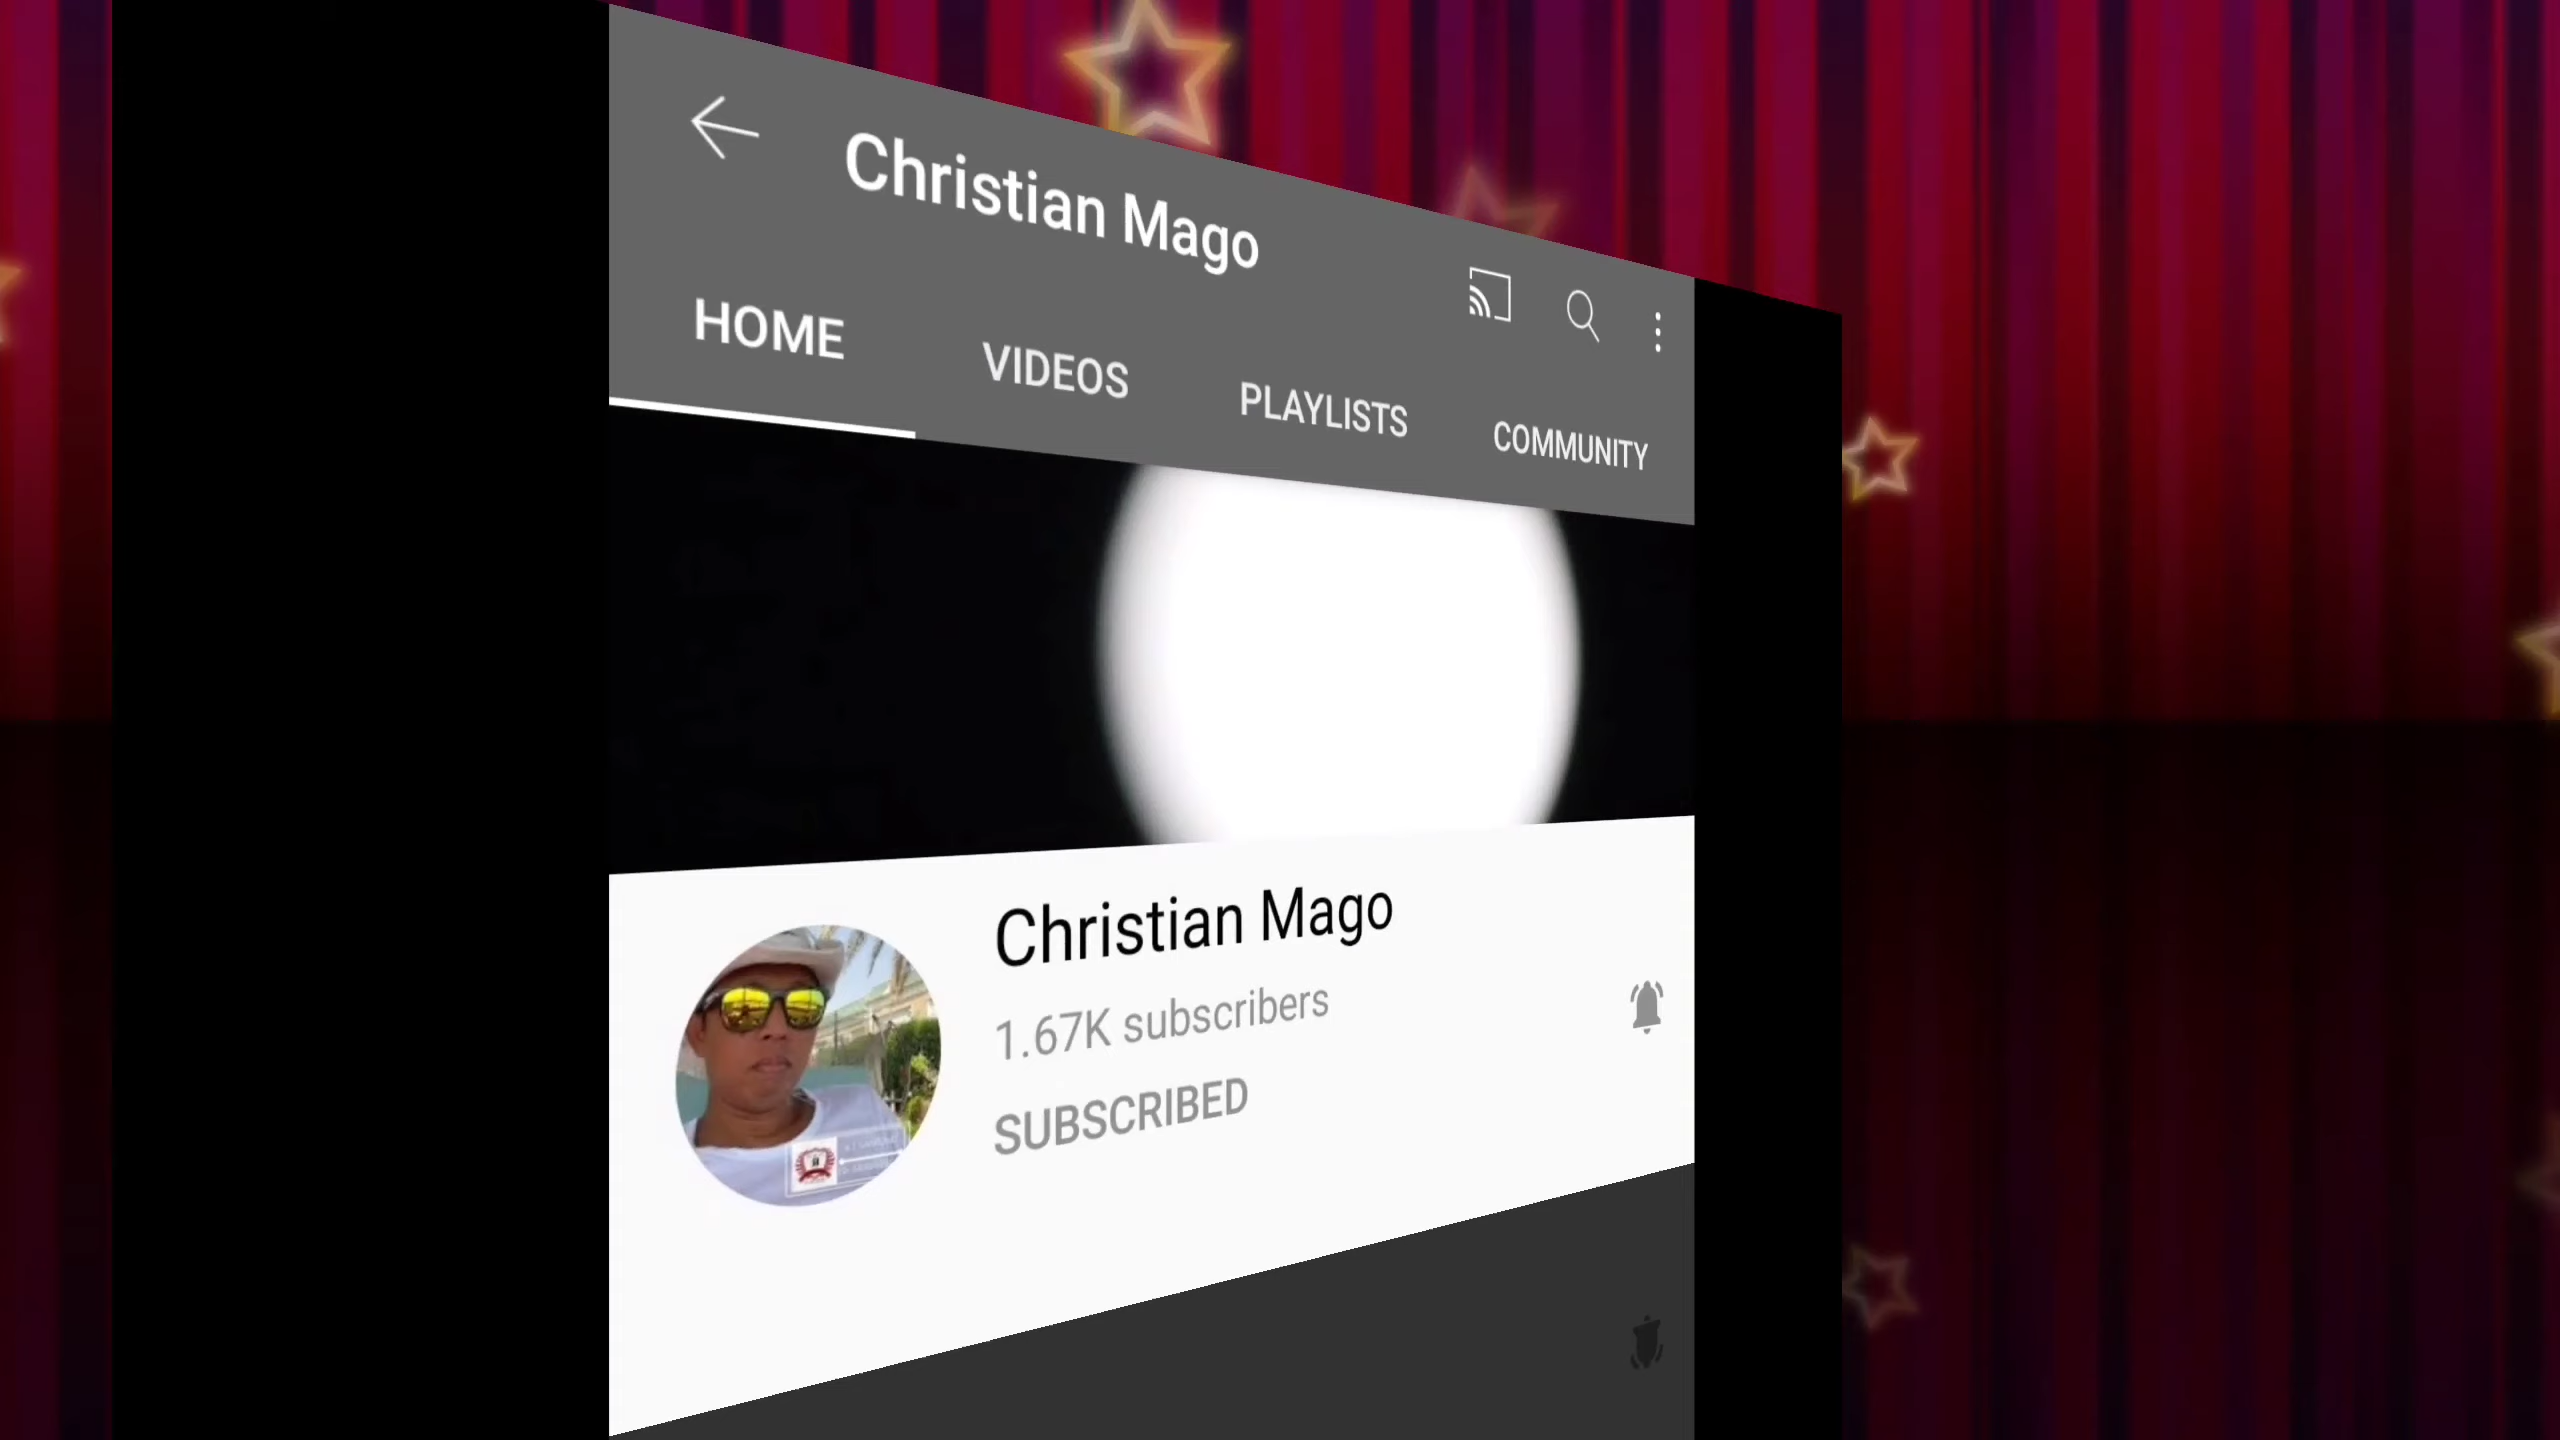 Christian Mago
HOME
VIDEOS
PLAYLISTS
COMMUNITY
Christian Mago
1.67K subscribers
SUBSCRIBED